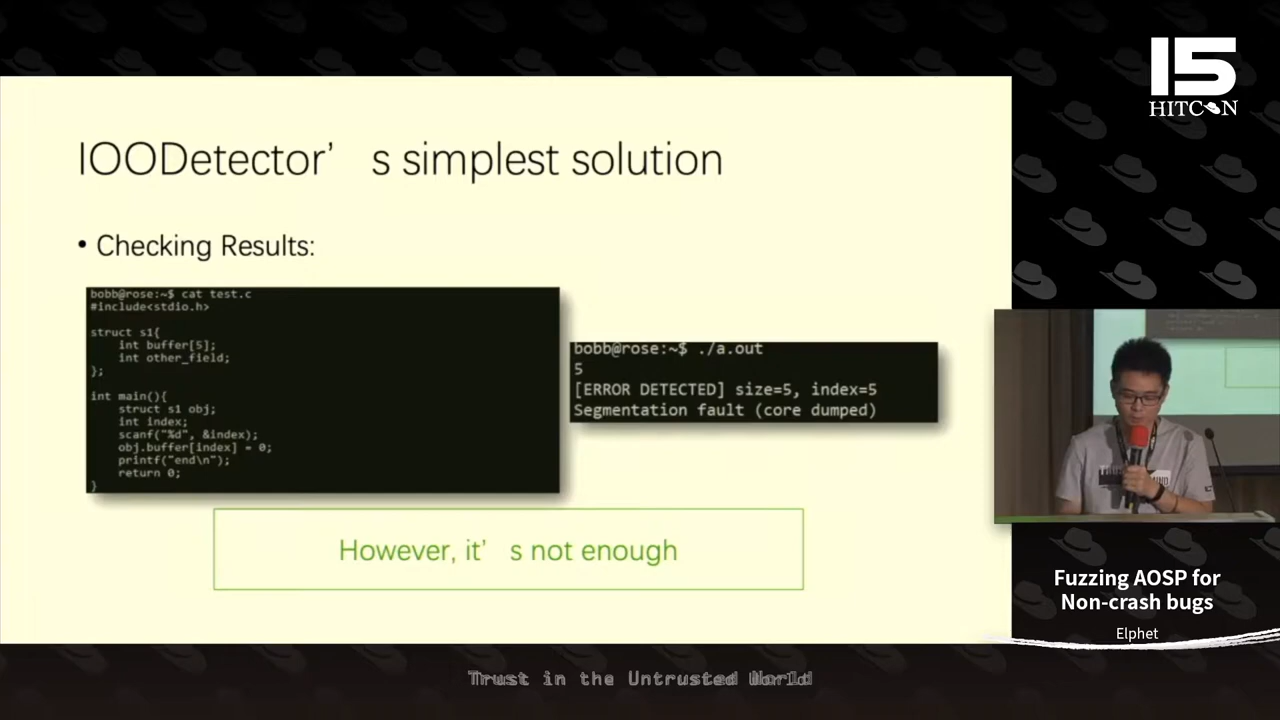 15
HITCON
IOODetector's simplest solution
• Checking Results:
bobb@rose:~$ cat test.c
#include<stdio.h>
struct s1{
int buffer[5];
int other_field;
};
int main(){
struct s1 obj;
int index;
scanf("%d", &index);
obj.buffer[index] = 0;
printf("end\n");
return 0;
}
bobb@rose:~$ ./a.out
5
[ERROR DETECTED] size=5, index=5
Segmentation fault (core dumped)
However, it's not enough
Fuzzing AOSP for
Non-crash bugs
Elphet
Trust in the Untrusted World